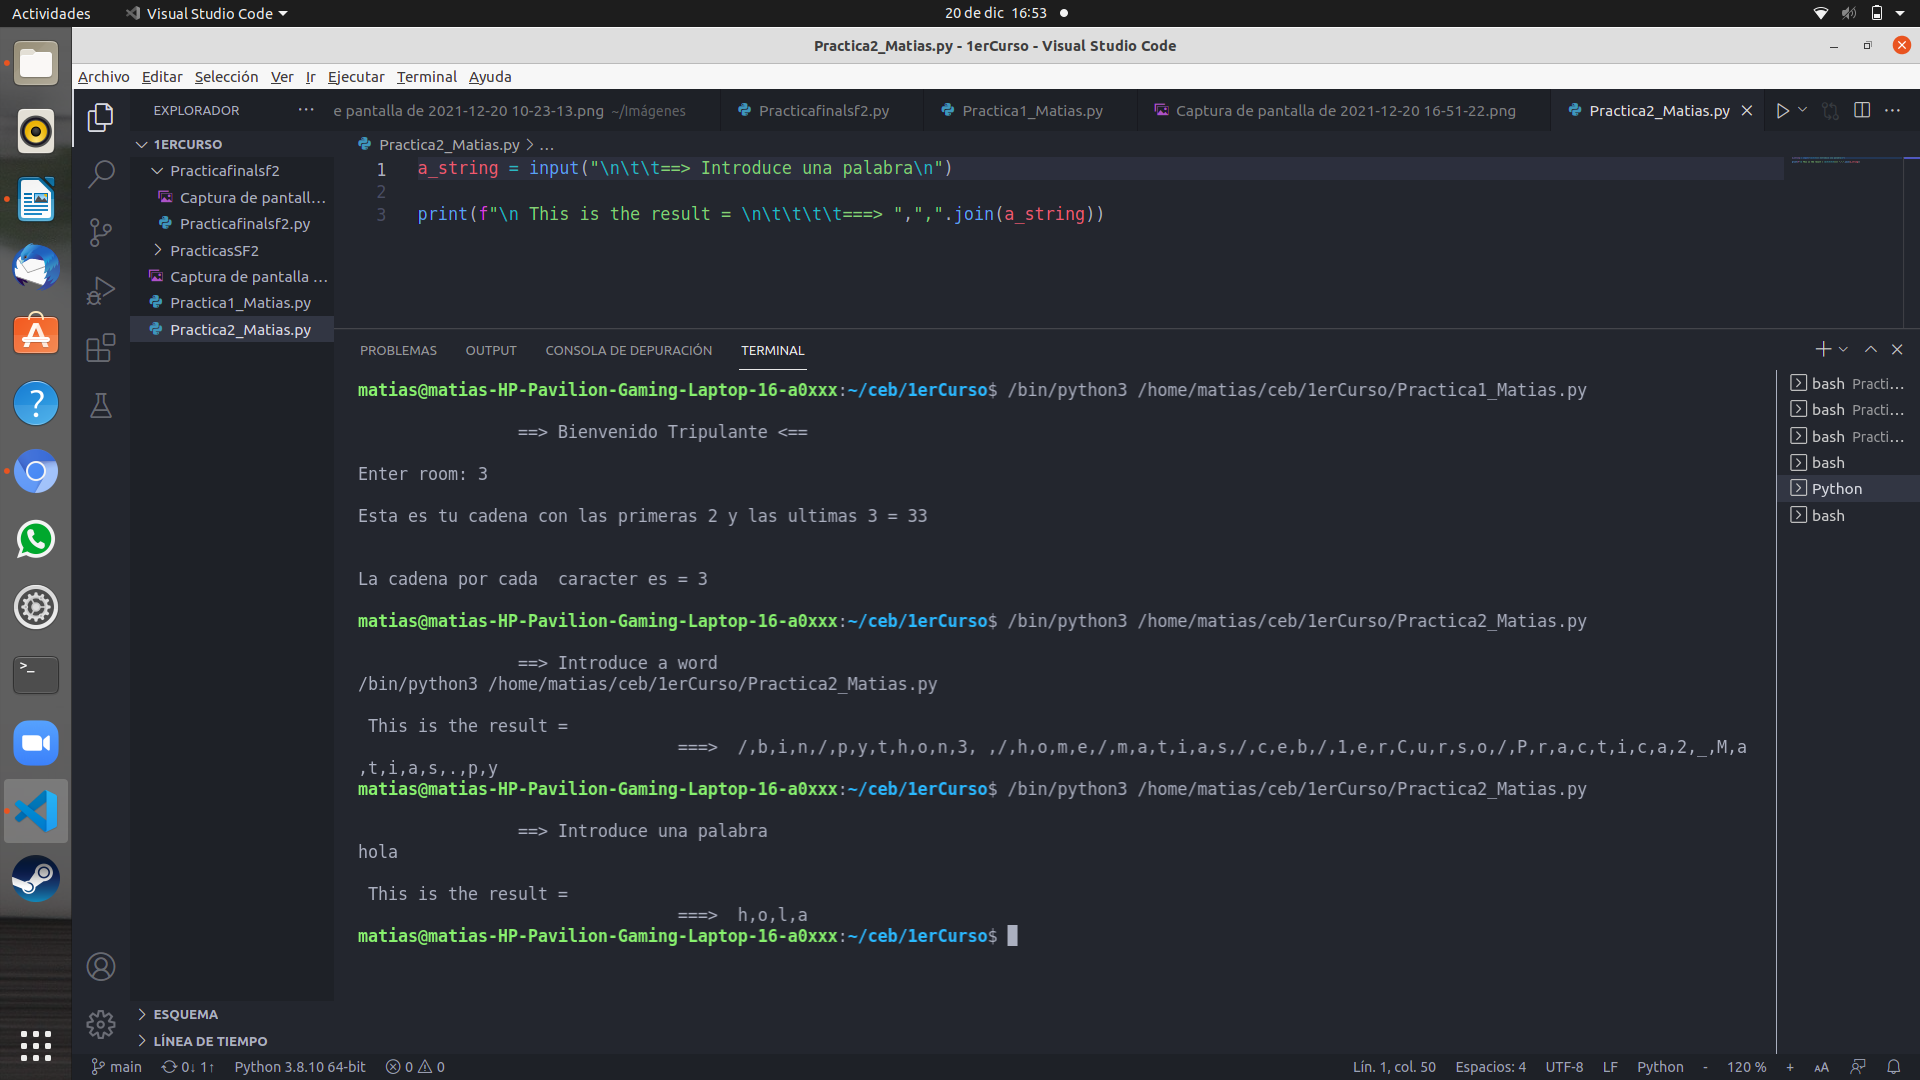 Actividades
Visual Studio Code
20 de dic 16:53
Practica2_Matias.py - 1erCurso - Visual Studio Code
Archivo Editar Selección Ver Ir Ejecutar Terminal Ayuda
EXPLORADOR
e pantalla de 2021-12-20 10-23-13.png ~/Imágenes
Practicafinalsf2.py
Practica1_Matias.py
Captura de pantalla de 2021-12-20 16-51-22.png
Practica2_Matias.py
1ERCURSO
Practicafinalsf2
Captura de pantall...
Practicafinalsf2.py
PracticasSF2
Captura de pantalla ...
Practica1_Matias.py
Practica2_Matias.py
Practica2_Matias.py > ...
1 a_string = input("\n\t\t==> Introduce una palabra\n")
2
3 print(f"\n This is the result = \n\t\t\t\t===> ",",".join(a_string))
PROBLEMAS OUTPUT CONSOLA DE DEPURACIÓN TERMINAL
matias@matias-HP-Pavilion-Gaming-Laptop-16-a0xxx:~/ceb/1erCurso$ /bin/python3 /home/matias/ceb/1erCurso/Practica1_Matias.py
==> Bienvenido Tripulante <==
Enter room: 3
Esta es tu cadena con las primeras 2 y las ultimas 3 = 33
La cadena por cada  caracter es = 3
matias@matias-HP-Pavilion-Gaming-Laptop-16-a0xxx:~/ceb/1erCurso$ /bin/python3 /home/matias/ceb/1erCurso/Practica2_Matias.py
==> Introduce a word
/bin/python3 /home/matias/ceb/1erCurso/Practica2_Matias.py
This is the result =
===>  /,b,i,n,/,p,y,t,h,o,n,3, ,/,h,o,m,e,/,m,a,t,i,a,s,/,c,e,b,/,1,e,r,C,u,r,s,o,/,P,r,a,c,t,i,c,a,2,_,M,a
,t,i,a,s,.,p,y
matias@matias-HP-Pavilion-Gaming-Laptop-16-a0xxx:~/ceb/1erCurso$ /bin/python3 /home/matias/ceb/1erCurso/Practica2_Matias.py
==> Introduce una palabra
hola
This is the result =
===>  h,o,l,a
matias@matias-HP-Pavilion-Gaming-Laptop-16-a0xxx:~/ceb/1erCurso$
bash Practi...
bash Practi...
bash Practi...
bash
Python
bash
ESQUEMA
LÍNEA DE TIEMPO
main 0↓ 1↑ Python 3.8.10 64-bit 0 0
Lín. 1, col. 50 Espacios: 4 UTF-8 LF Python - 120 % + AA